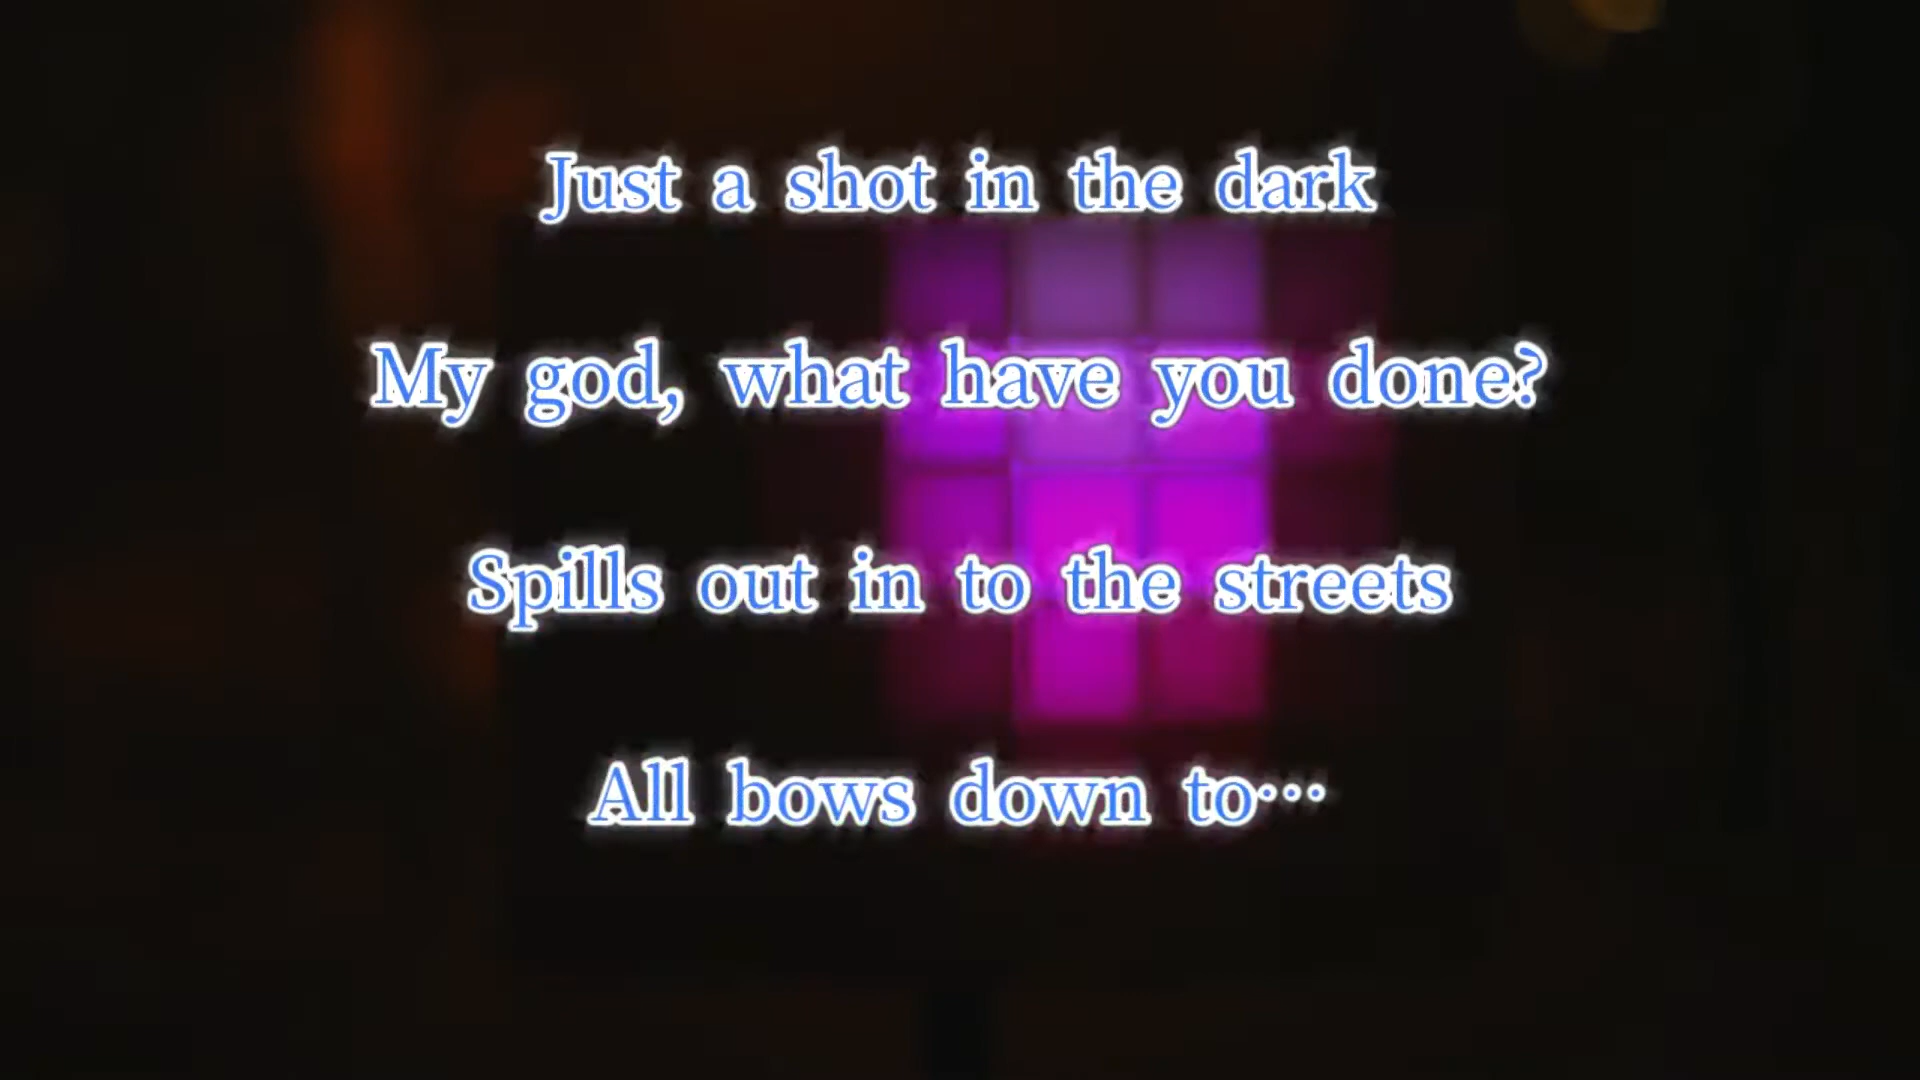 Just a shot in the dark
My god, what have you done?
Spills out in to the streets
All bows down to…